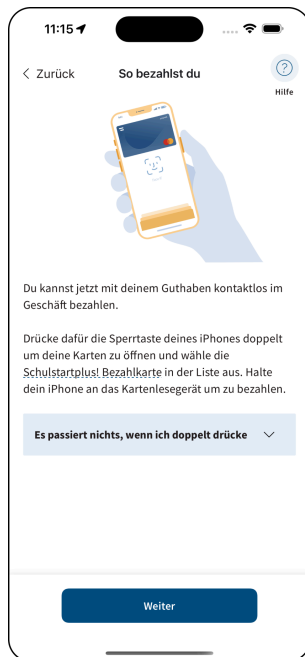 11:15
Zurück
So bezahlst du
?
Hilfe
Du kannst jetzt mit deinem Guthaben kontaktlos im
Geschäft bezahlen.
Drücke dafür die Sperrtaste deines iPhones doppelt
um deine Karten zu öffnen und wähle die
Schulstartplus! Bezahlkarte in der Liste aus. Halte
dein iPhone an das Kartenlesegerät um zu bezahlen.
Es passiert nichts, wenn ich doppelt drücke
Weiter